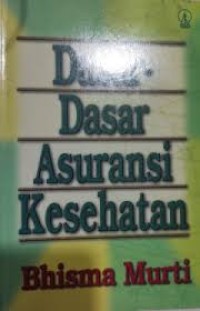 Dasar-
Dasar
Asuransi
Kesehatan
Bhisma Murti